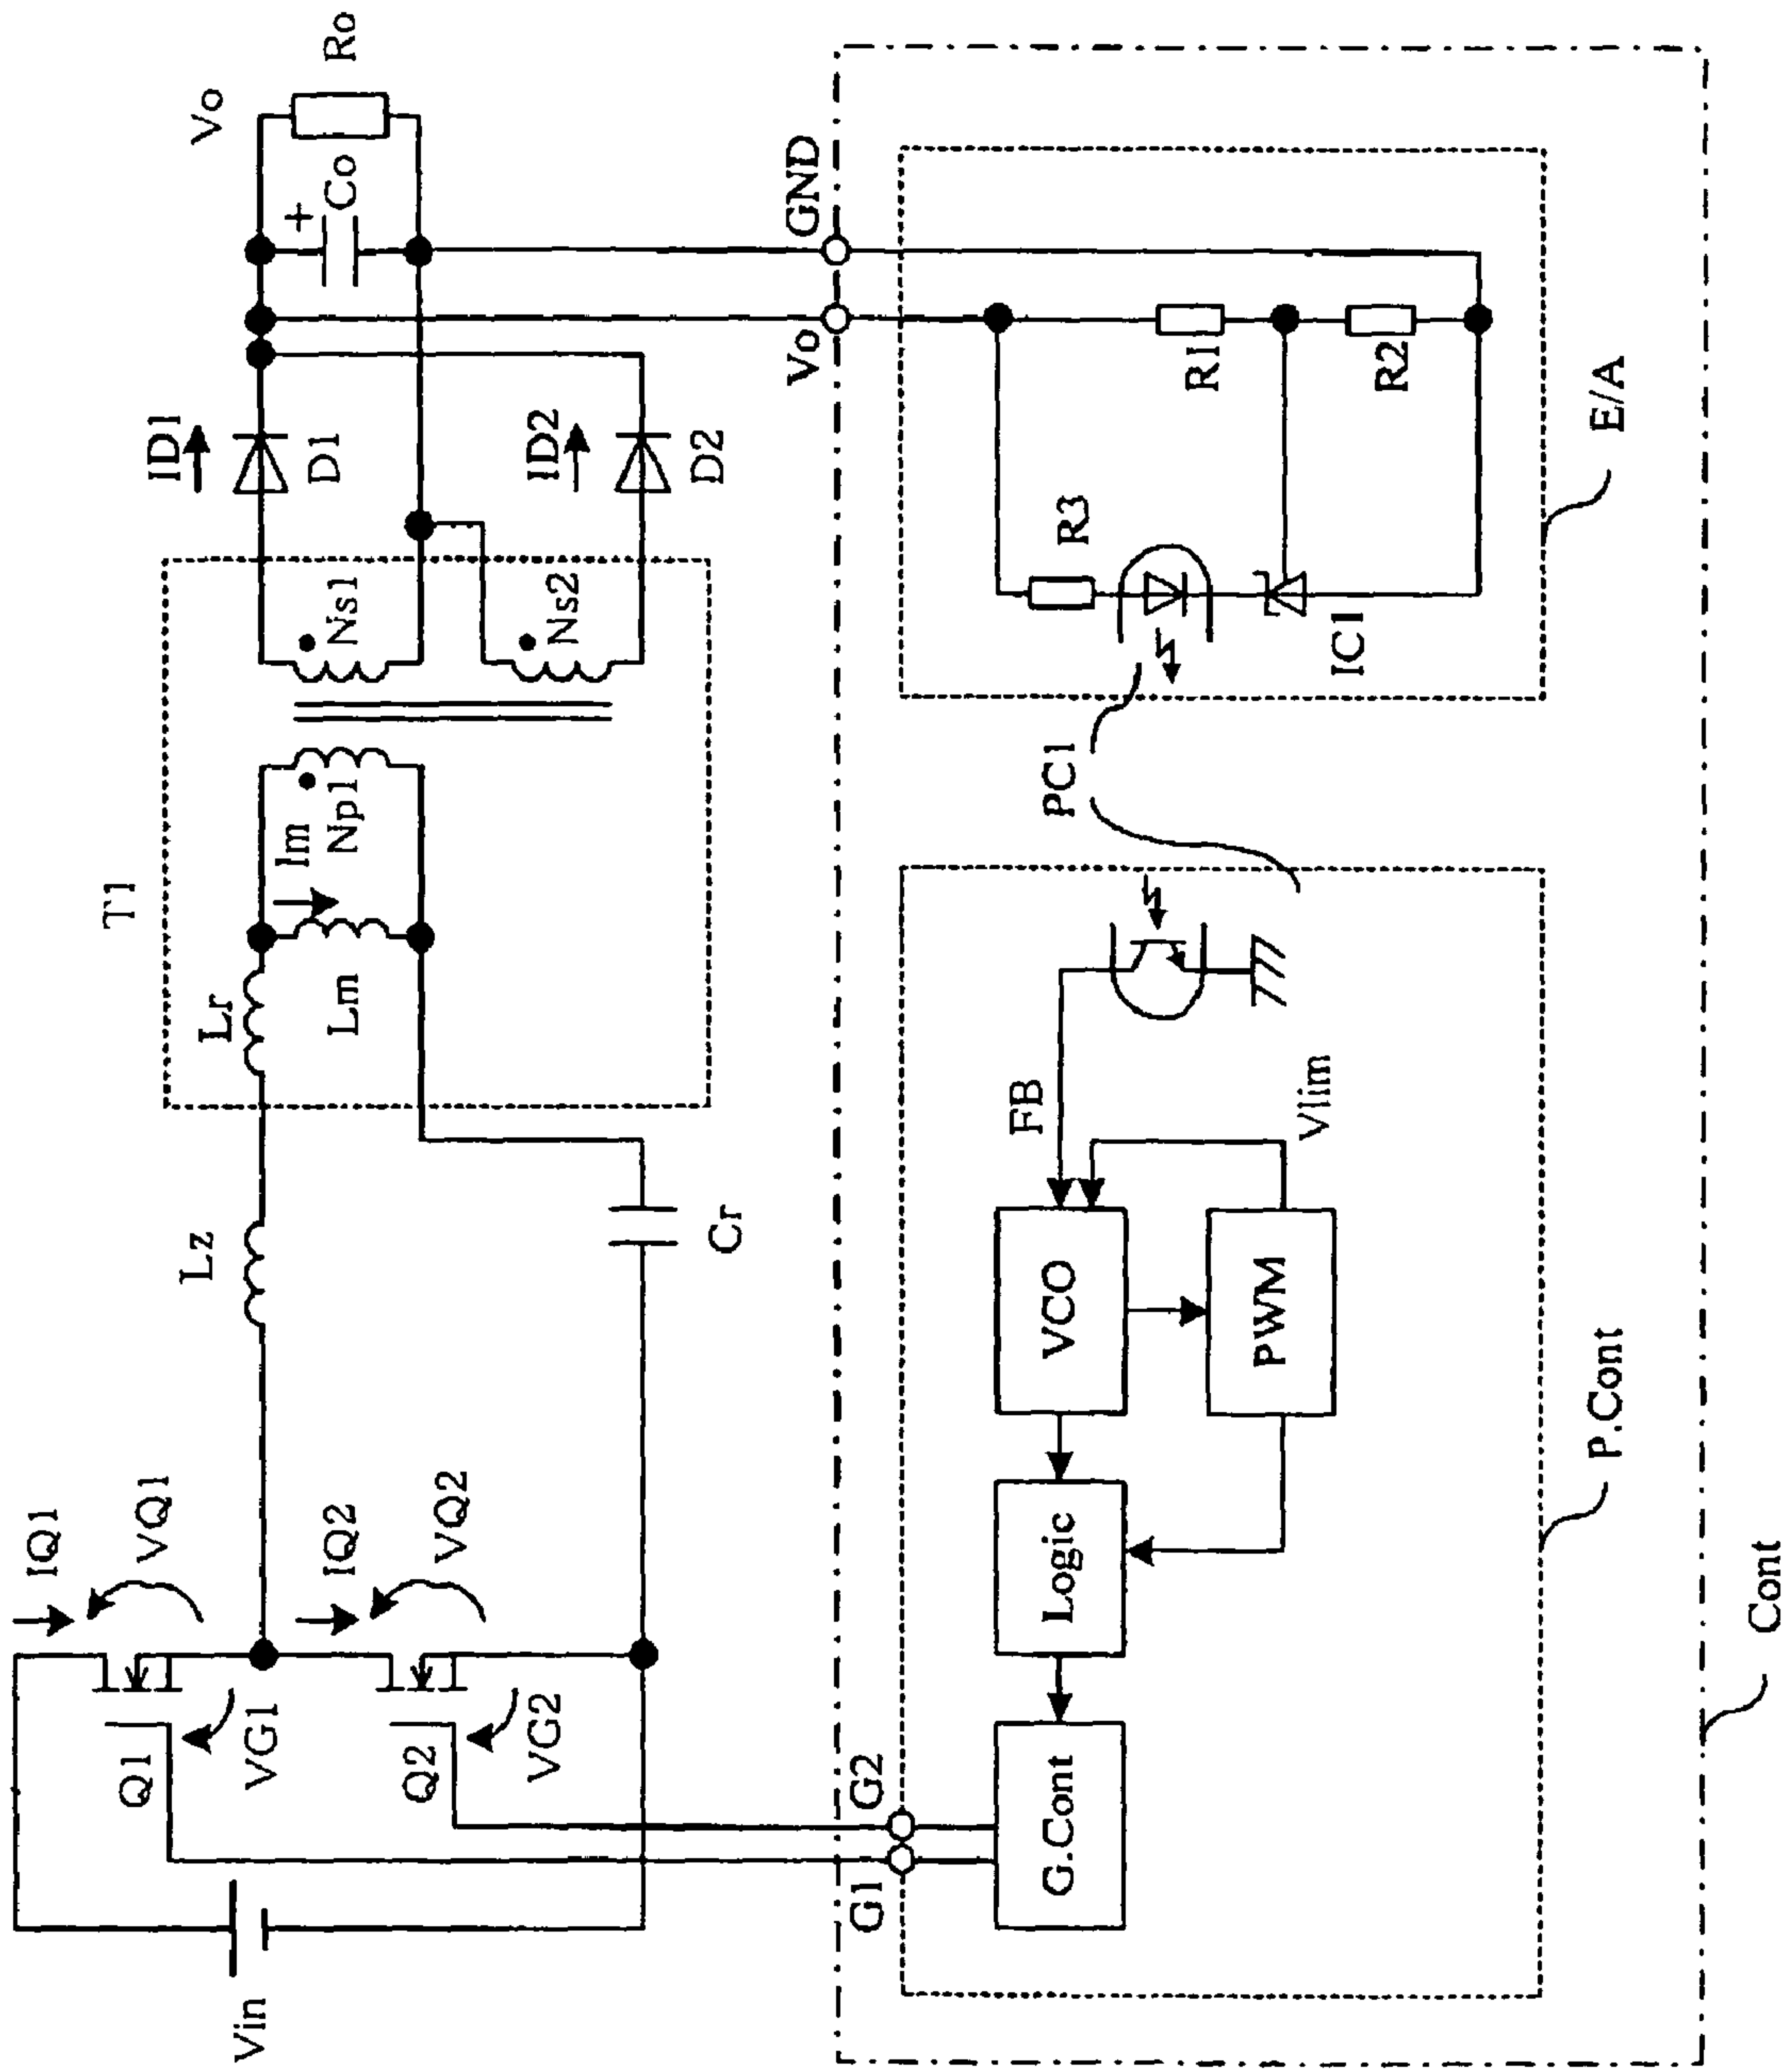 Vin
Q1
VG1
IQ1
VQ1
Q2
VG2
IQ2
VQ2
Lz
Cr
T1
Lr
Lm
Im
Np1
Ns1
Ns2
ID1
D1
ID2
D2
Vo
Co
+
Ro
G1
G2
Vo
GND
G.Cont
Logic
VCO
PWM
FB
Vlim
PC1
R3
IC1
R1
R2
E/A
P.Cont
Cont